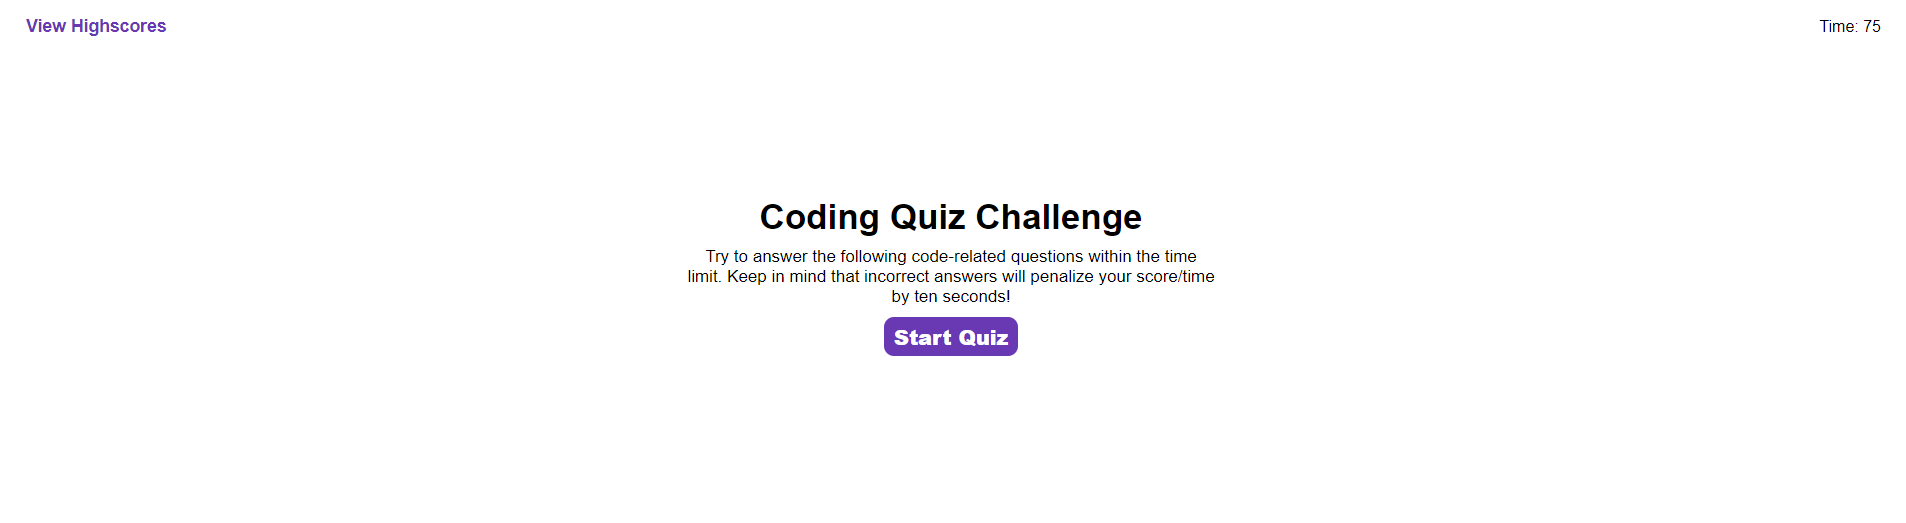 View Highscores
Time: 75
Coding Quiz Challenge
Try to answer the following code-related questions within the time
limit. Keep in mind that incorrect answers will penalize your score/time
by ten seconds!
Start Quiz